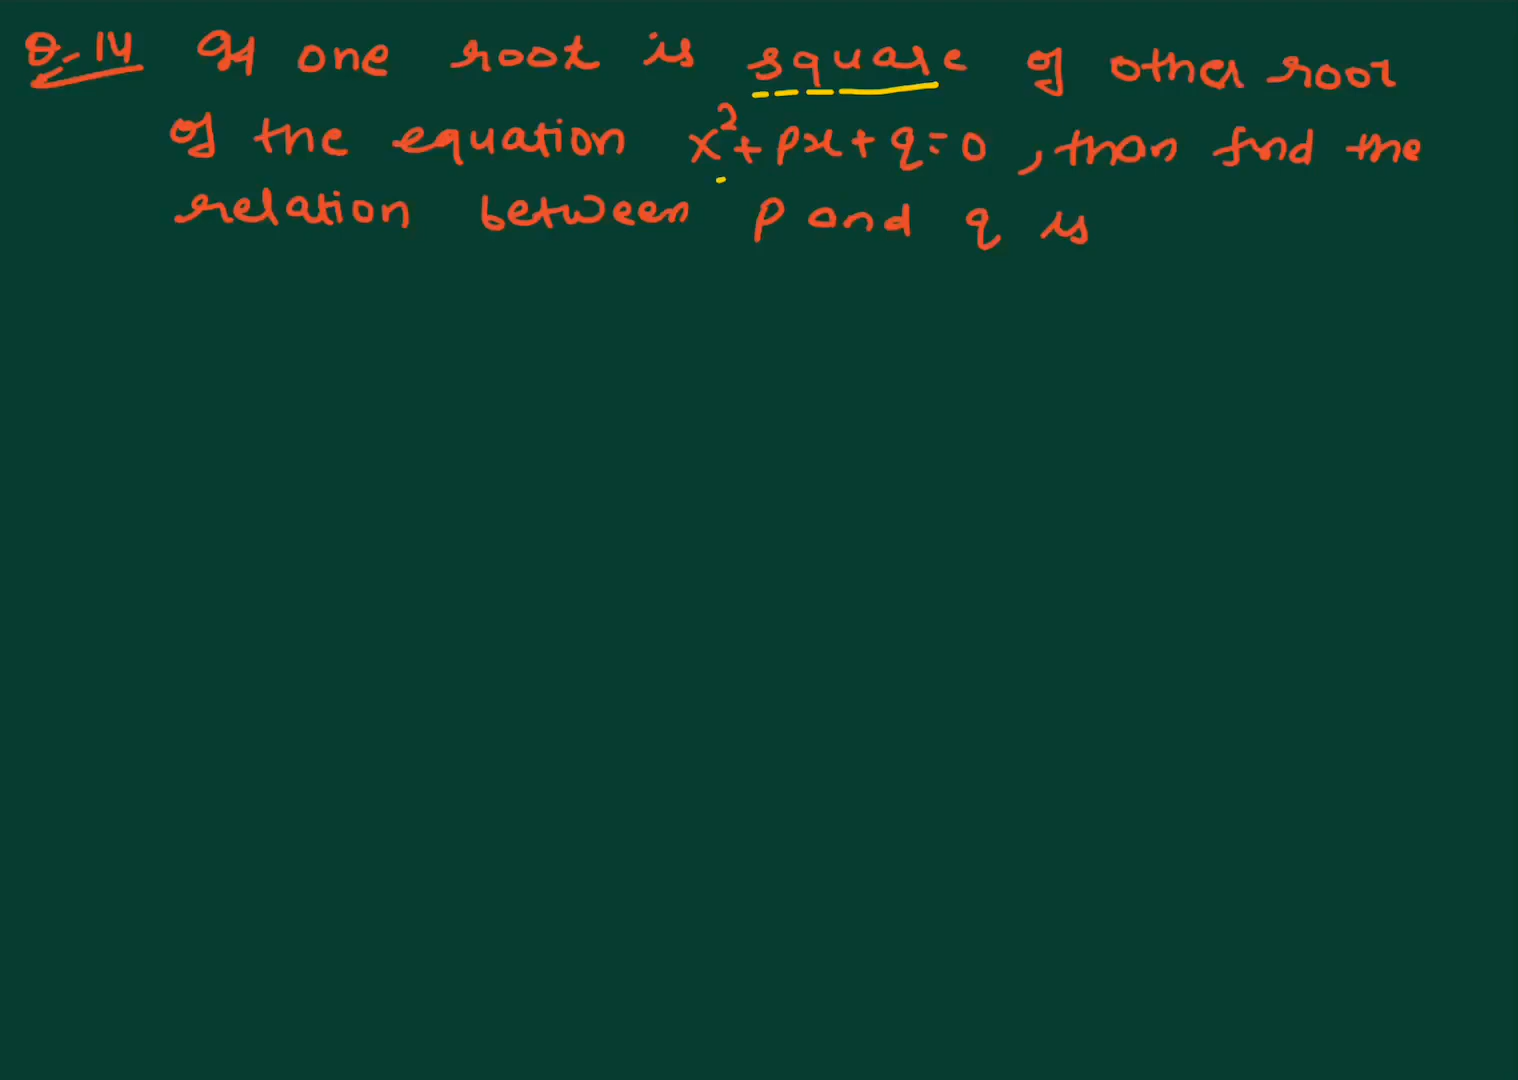 Q-14 If one root is square of other root
of the equation x²+px+q=0, than find the
relation between p and q is